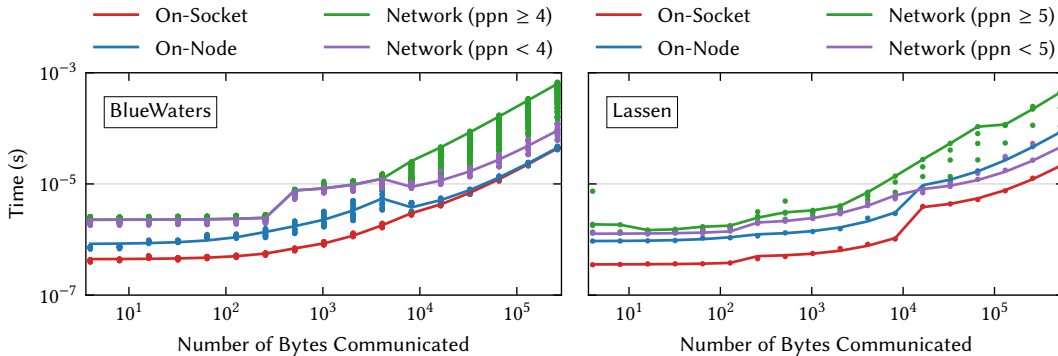 On-Socket
Network (ppn ≥ 4)
On-Socket
Network (ppn ≥ 5)
On-Node
Network (ppn < 4)
On-Node
Network (ppn < 5)
10⁻³
BlueWaters
Lassen
Time (s)
10⁻⁵
10⁻⁷
10¹ 10² 10³ 10⁴ 10⁵
10¹ 10² 10³ 10⁴ 10⁵
Number of Bytes Communicated
Number of Bytes Communicated